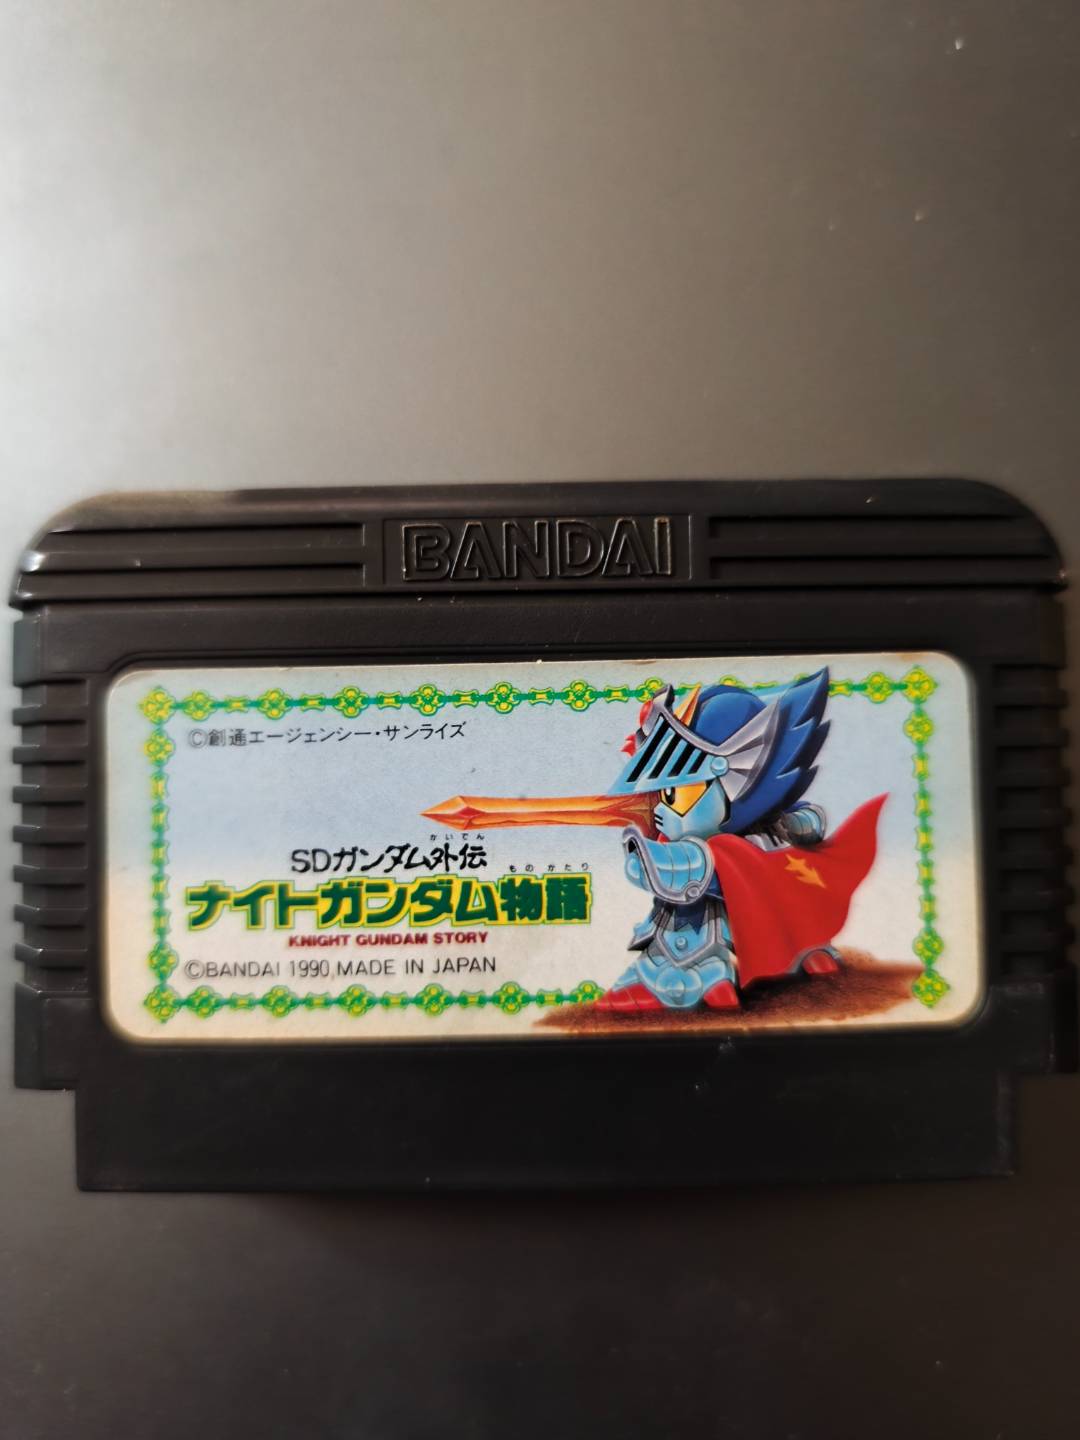 BANDAI
©創通エージェンシー・サンライズ
がいでん
SDガンダム外伝
ものがたり
ナイトガンダム物語
KNIGHT GUNDAM STORY
©BANDAI 1990, MADE IN JAPAN